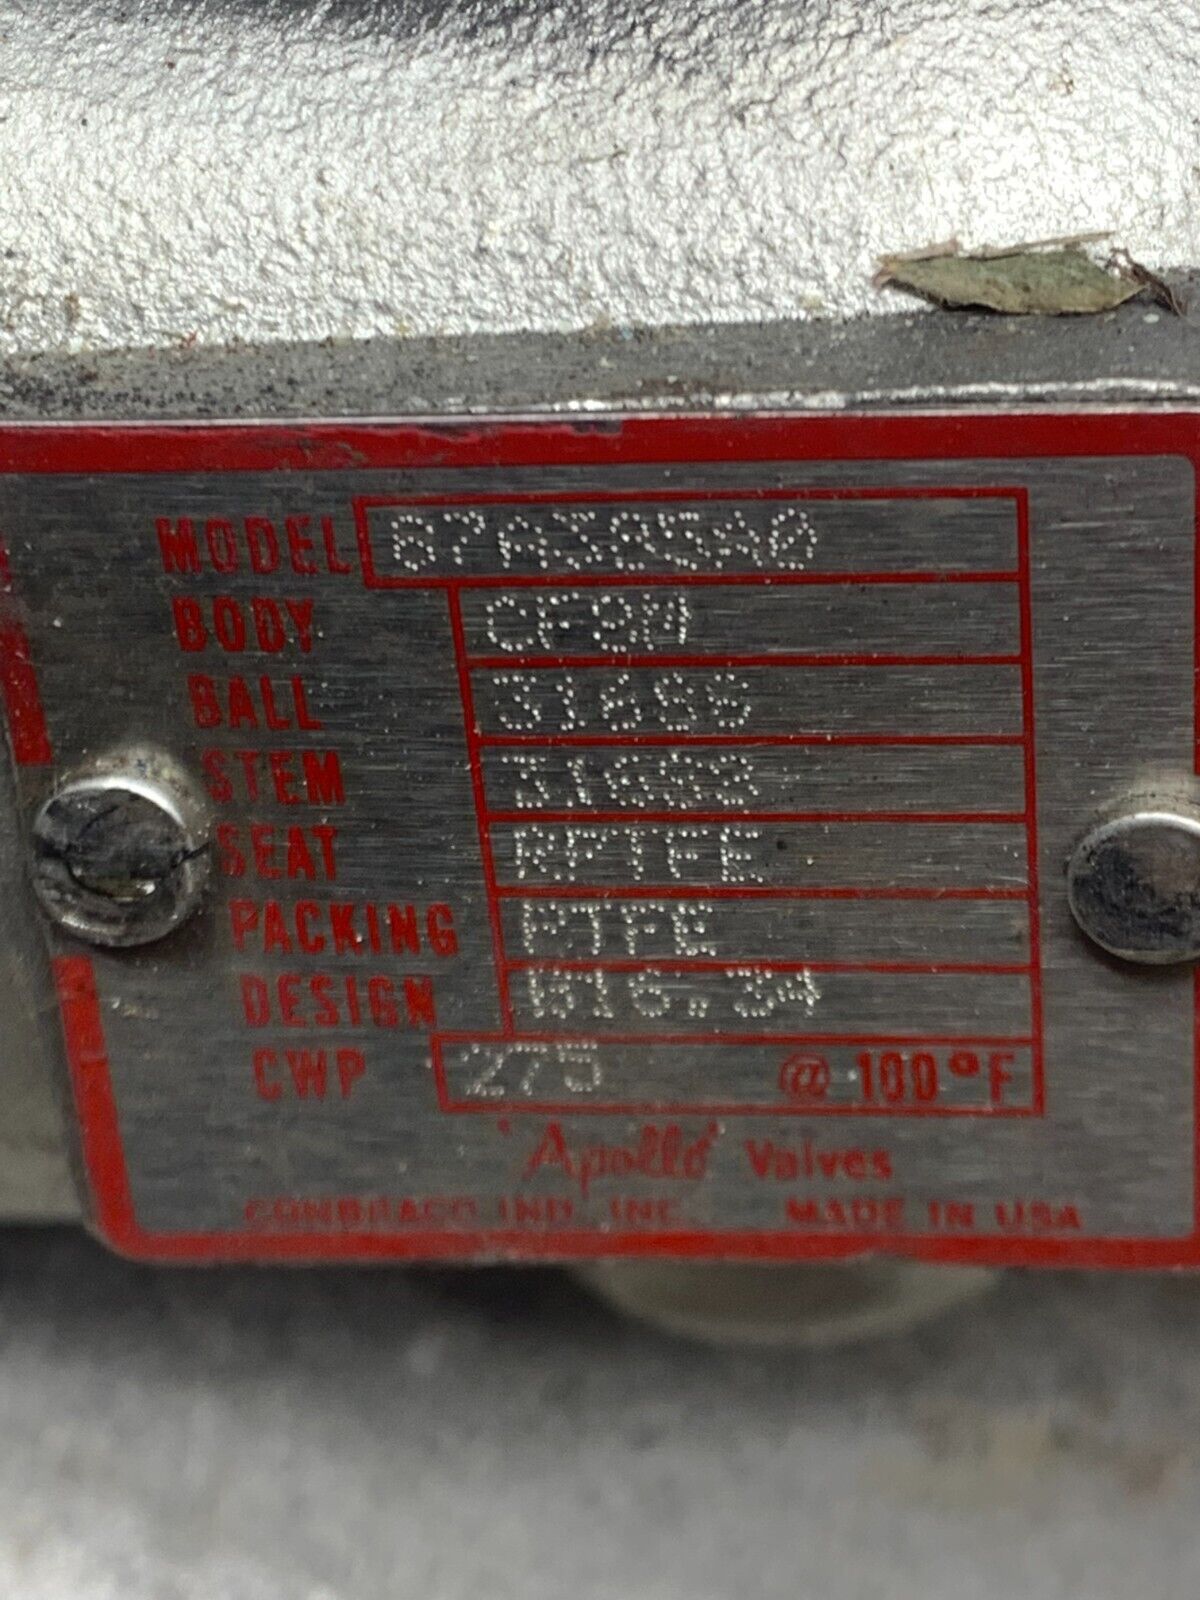 MODEL 87A385A0
BODY CF8M
BALL 316SS
STEM 316SS
SEAT RPTFE
PACKING PTFE
DESIGN B16.34
CWP 275 @ 100°F
'Apollo' Valves
CONBRACO IND. INC. MADE IN USA